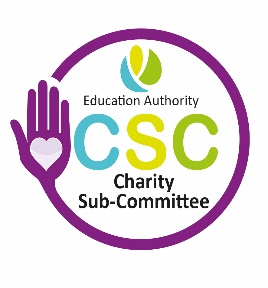 Education Authority
CSC
Charity
Sub-Committee